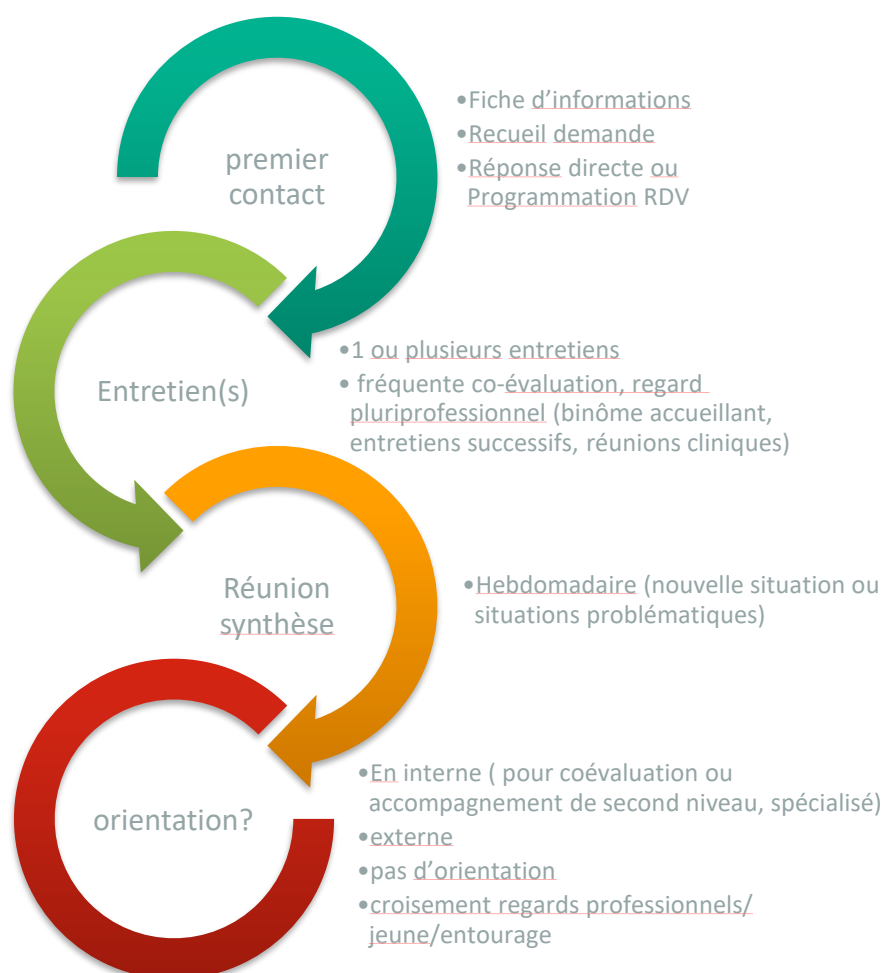 premier
contact
•Fiche d’informations
•Recueil demande
•Réponse directe ou
Programmation RDV
Entretien(s)
•1 ou plusieurs entretiens
• fréquente co-évaluation, regard
pluriprofessionnel (binôme accueillant,
entretiens successifs, réunions cliniques)
Réunion
synthèse
•Hebdomadaire (nouvelle situation ou
situations problématiques)
orientation?
•En interne ( pour coévaluation ou
accompagnement de second niveau, spécialisé)
•externe
•pas d’orientation
•croisement regards professionnels/
jeune/entourage